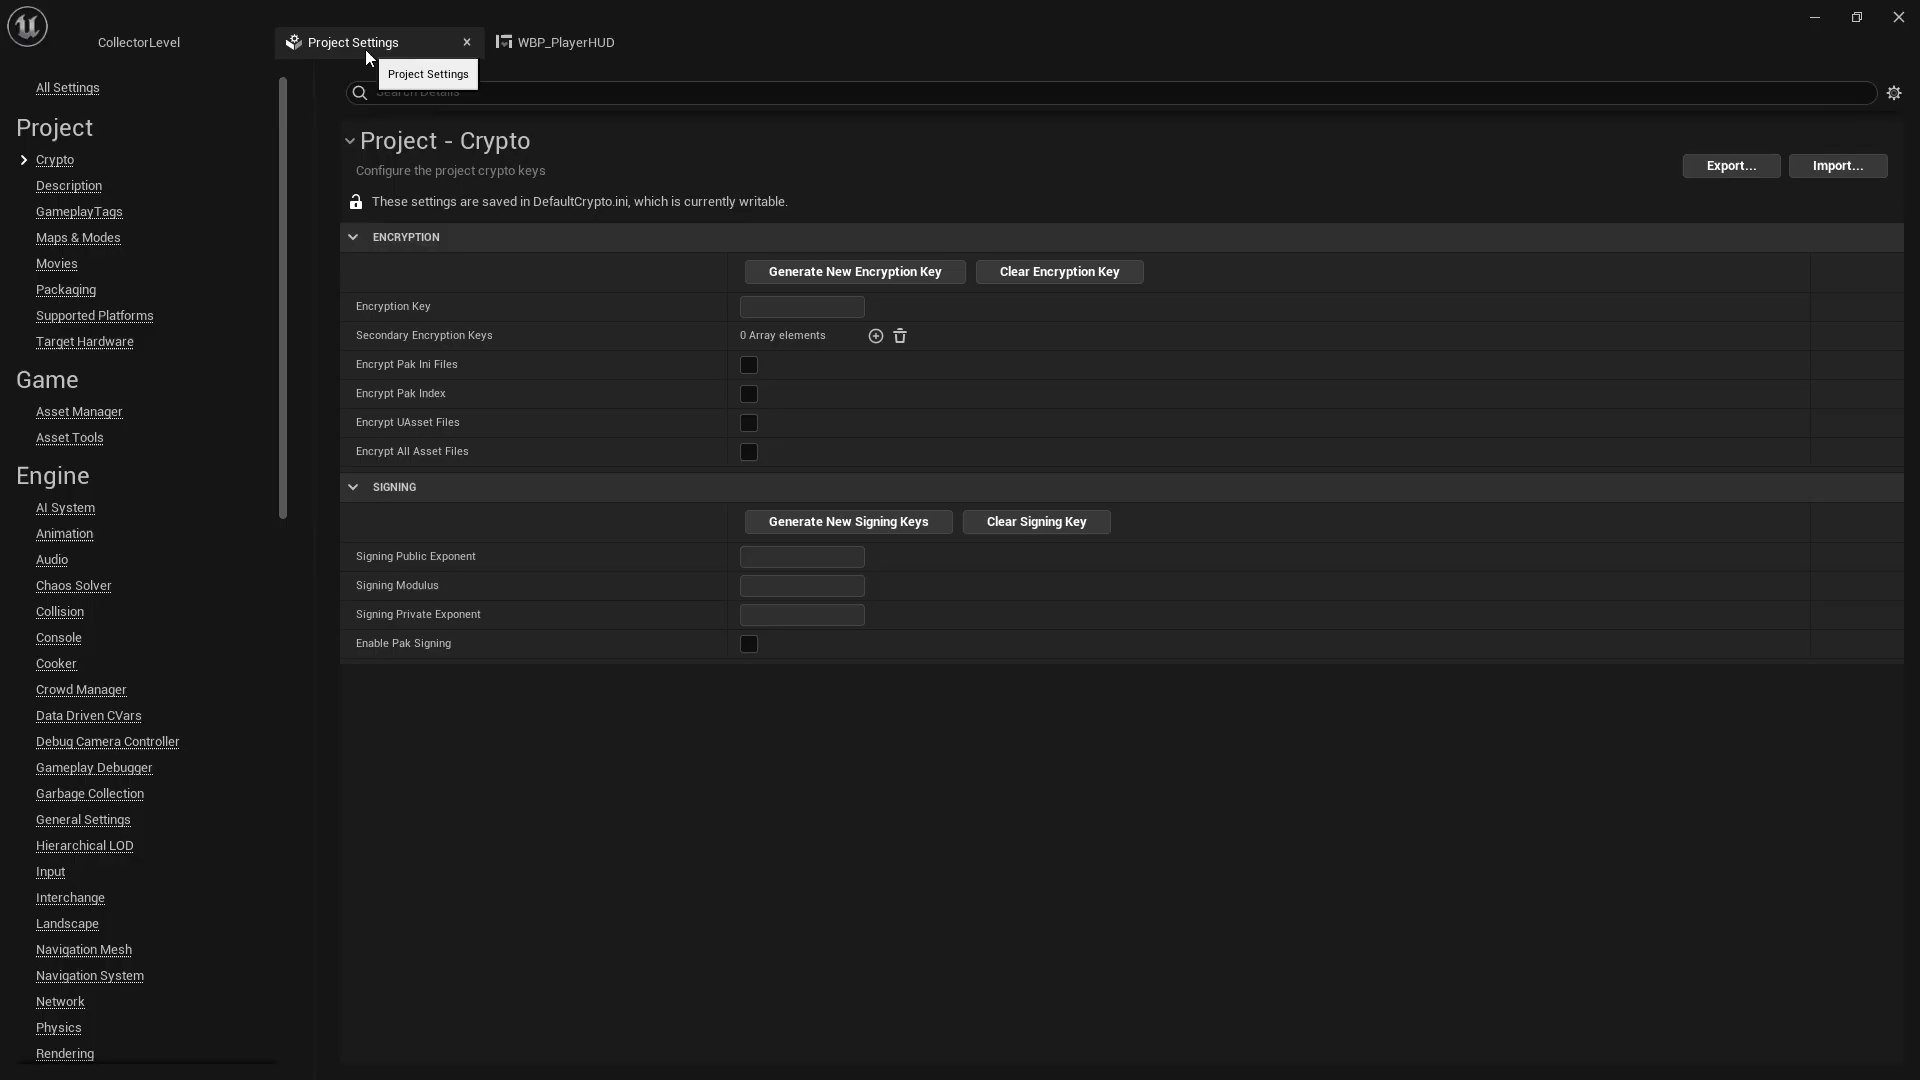 CollectorLevel
Project Settings
WBP_PlayerHUD
Project Settings
Search Details
All Settings
Project
Crypto
Description
GameplayTags
Maps & Modes
Movies
Packaging
Supported Platforms
Target Hardware
Game
Asset Manager
Asset Tools
Engine
AI System
Animation
Audio
Chaos Solver
Collision
Console
Cooker
Crowd Manager
Data Driven CVars
Debug Camera Controller
Gameplay Debugger
Garbage Collection
General Settings
Hierarchical LOD
Input
Interchange
Landscape
Navigation Mesh
Navigation System
Network
Physics
Rendering
Project - Crypto
Configure the project crypto keys
Export...
Import...
These settings are saved in DefaultCrypto.ini, which is currently writable.
ENCRYPTION
Generate New Encryption Key
Clear Encryption Key
Encryption Key
Secondary Encryption Keys
0 Array elements
Encrypt Pak Ini Files
Encrypt Pak Index
Encrypt UAsset Files
Encrypt All Asset Files
SIGNING
Generate New Signing Keys
Clear Signing Key
Signing Public Exponent
Signing Modulus
Signing Private Exponent
Enable Pak Signing